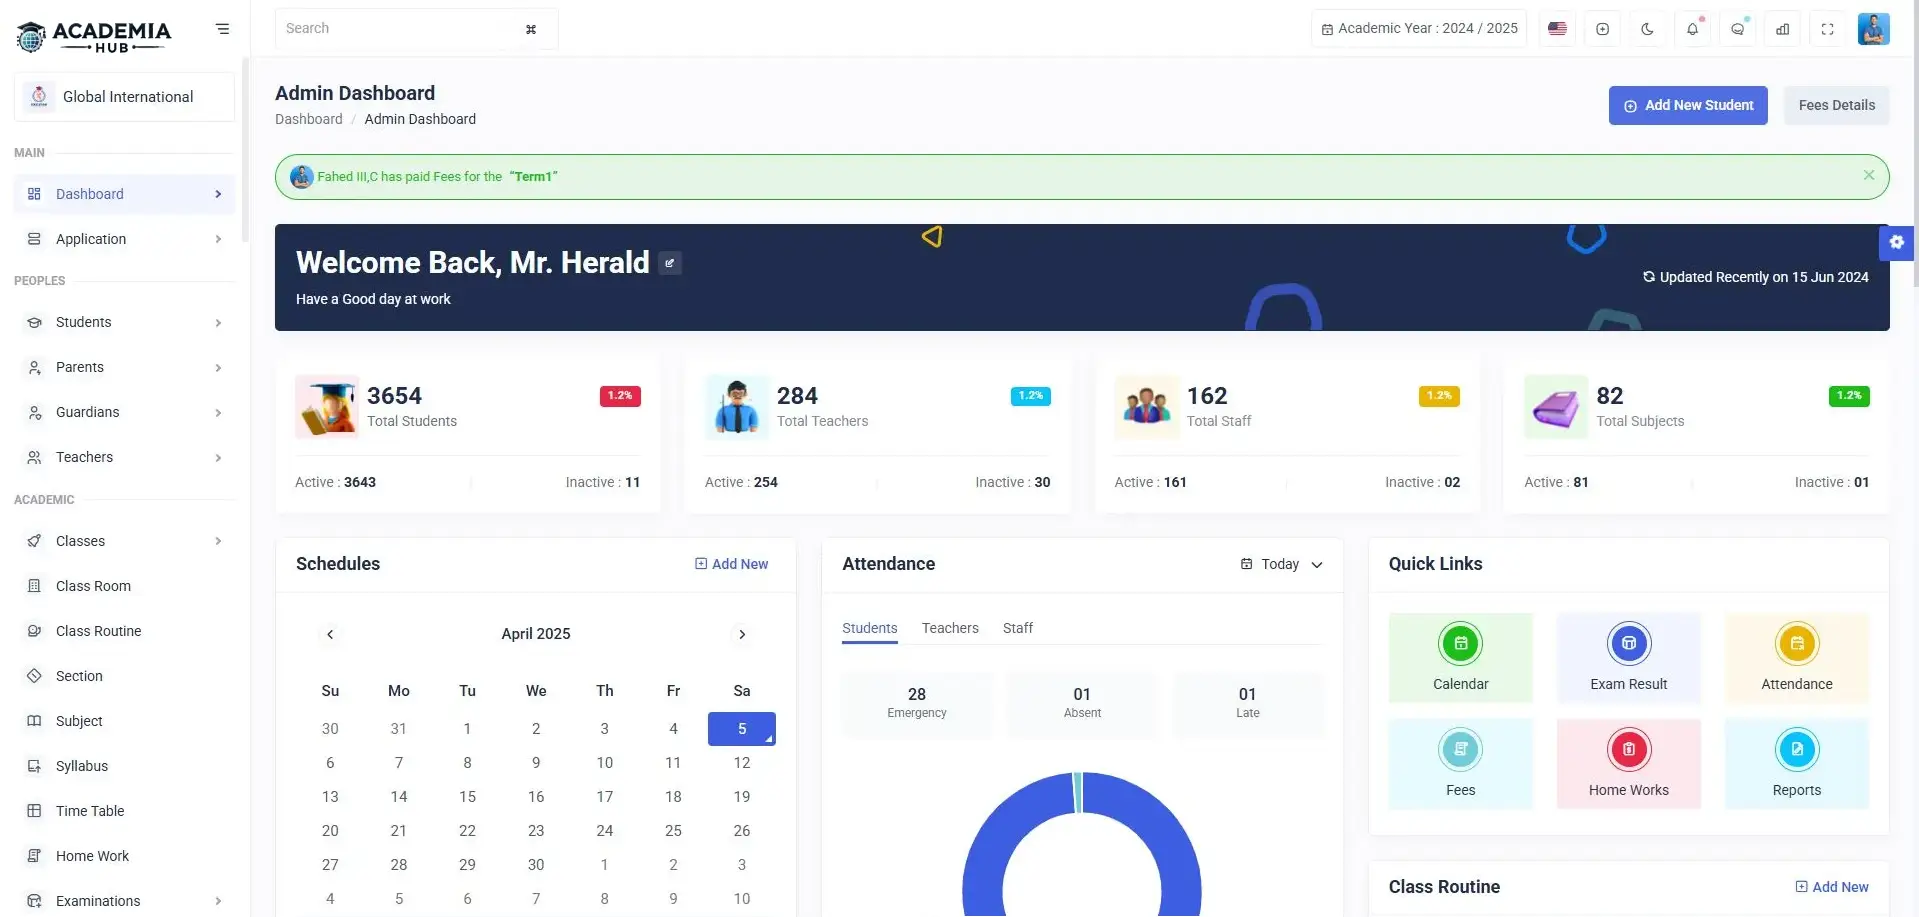 ACADEMIA
HUB
Search
⌘
Academic Year : 2024 / 2025
Global International
MAIN
Dashboard
Application
PEOPLES
Students
Parents
Guardians
Teachers
ACADEMIC
Classes
Class Room
Class Routine
Section
Subject
Syllabus
Time Table
Home Work
Examinations
Admin Dashboard
Dashboard / Admin Dashboard
Add New Student
Fees Details
Fahed III,C has paid Fees for the “Term1”
Welcome Back, Mr. Herald
Have a Good day at work
Updated Recently on 15 Jun 2024
3654
1.2%
Total Students
Active : 3643
Inactive : 11
284
1.2%
Total Teachers
Active : 254
Inactive : 30
162
1.2%
Total Staff
Active : 161
Inactive : 02
82
1.2%
Total Subjects
Active : 81
Inactive : 01
Schedules
Add New
April 2025
Su Mo Tu We Th Fr Sa
30 31 1 2 3 4 5
6 7 8 9 10 11 12
13 14 15 16 17 18 19
20 21 22 23 24 25 26
27 28 29 30 1 2 3
4 5 6 7 8 9 10
Attendance
Today
Students Teachers Staff
28
Emergency
01
Absent
01
Late
Quick Links
Calendar
Exam Result
Attendance
Fees
Home Works
Reports
Class Routine
Add New